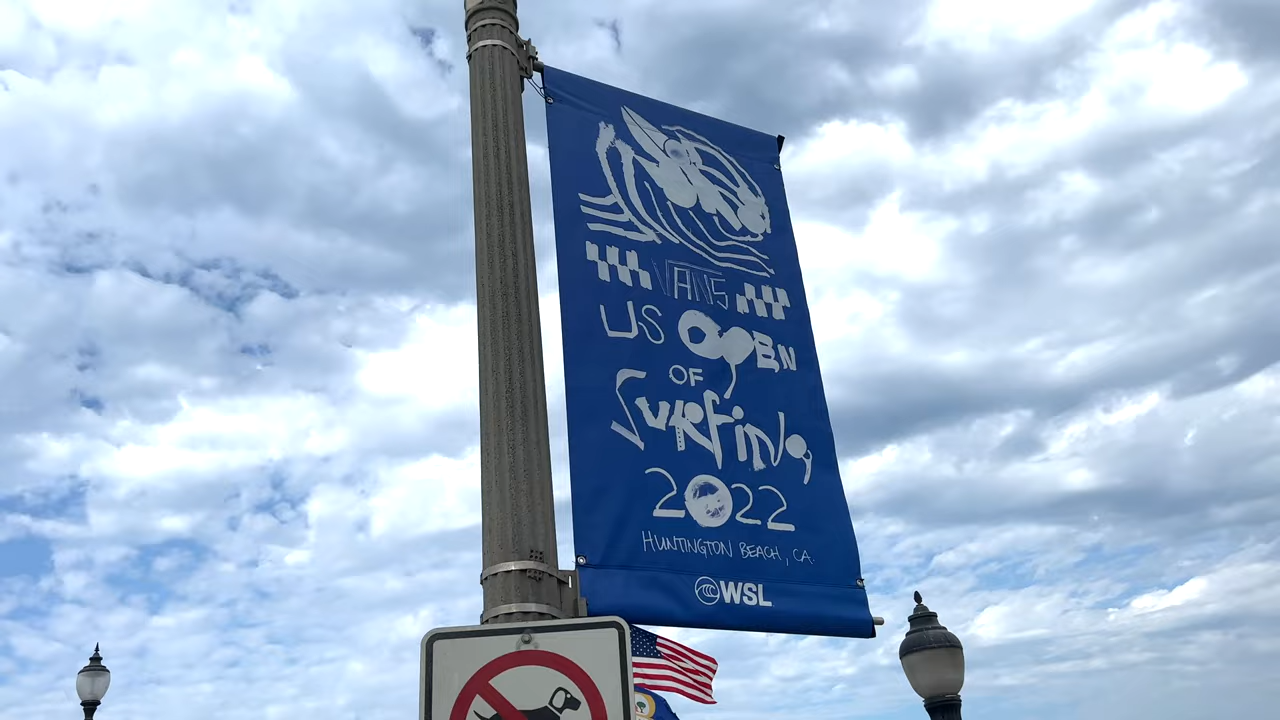 VANS
US OPEN
OF
Surfing
2022
HUNTINGTON BEACH, CA.
WSL